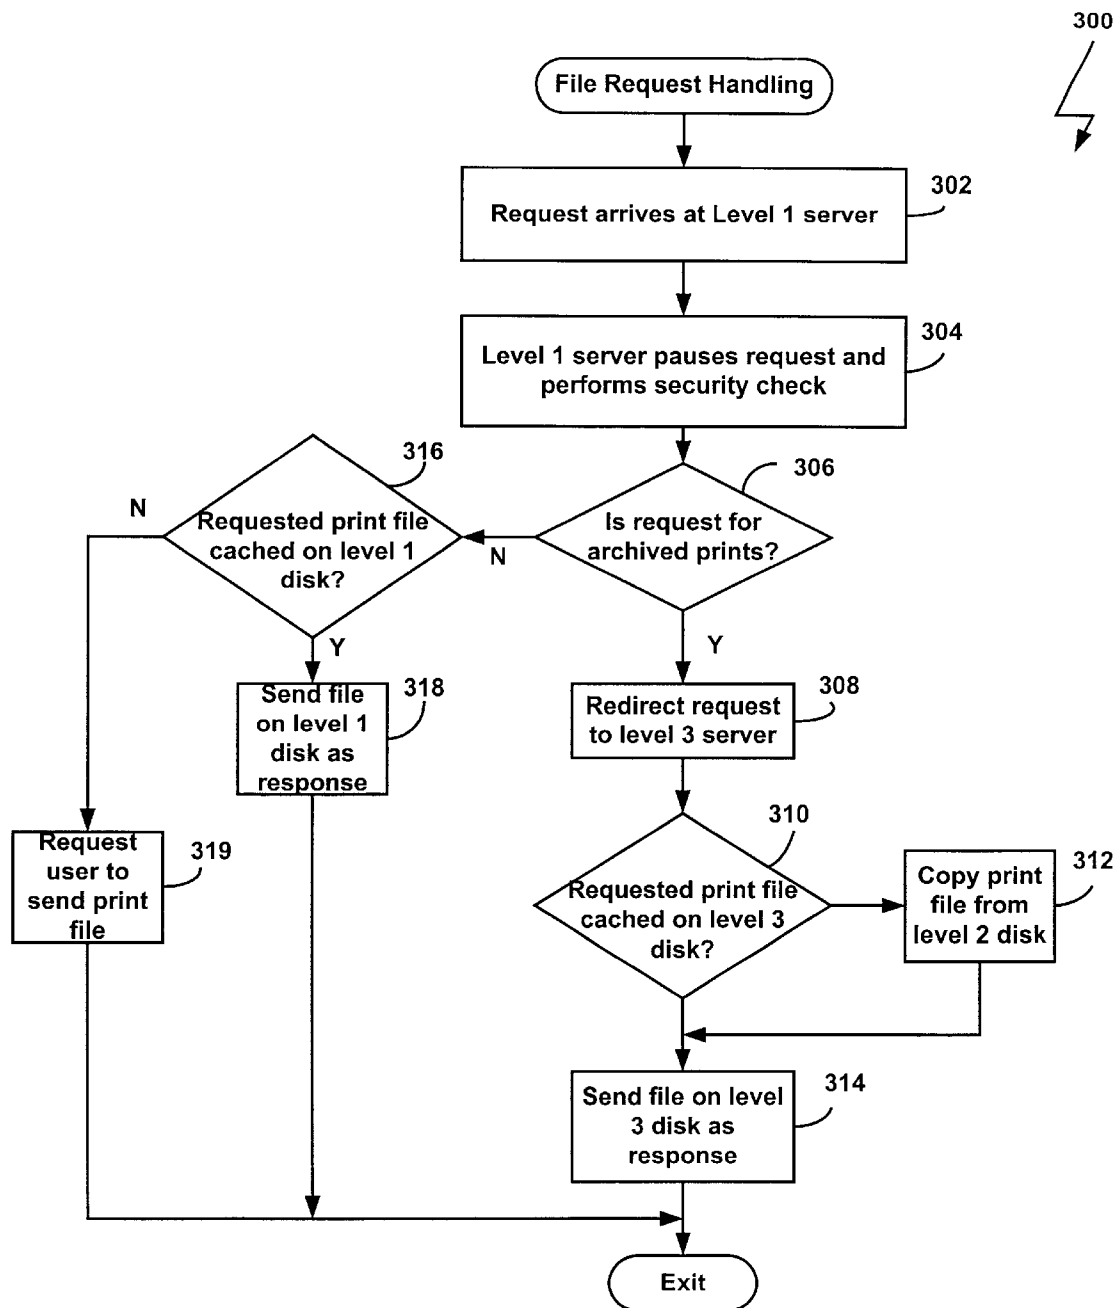 300
File Request Handling
302
Request arrives at Level 1 server
304
Level 1 server pauses request and
performs security check
316
306
N
Requested print file
cached on level 1
disk?
N
Is request for
archived prints?
Y
Y
318
Send file
on level 1
disk as
response
308
Redirect request
to level 3 server
310
319
Request
user to
send print
file
Requested print file
cached on level 3
disk?
312
Copy print
file from
level 2 disk
314
Send file on level
3 disk as
response
Exit